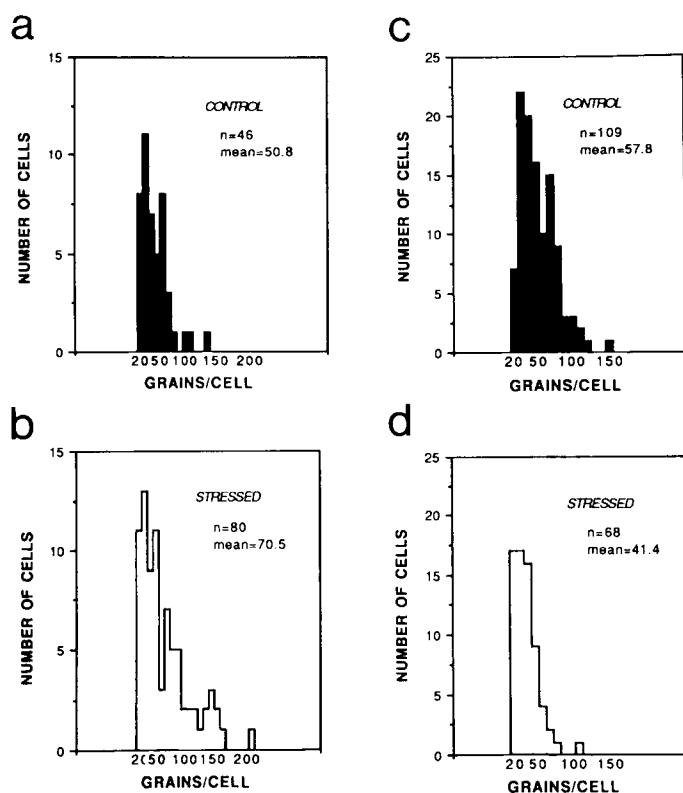 a
15
10
5
0
NUMBER OF CELLS
CONTROL
n=46
mean=50.8
20 50 100 150 200
GRAINS/CELL
c
25
20
15
10
5
0
NUMBER OF CELLS
CONTROL
n=109
mean=57.8
20 50 100 150
GRAINS/CELL
b
15
10
5
0
NUMBER OF CELLS
STRESSED
n=80
mean=70.5
20 50 100 150 200
GRAINS/CELL
d
25
20
15
10
5
0
NUMBER OF CELLS
STRESSED
n=68
mean=41.4
20 50 100 150
GRAINS/CELL